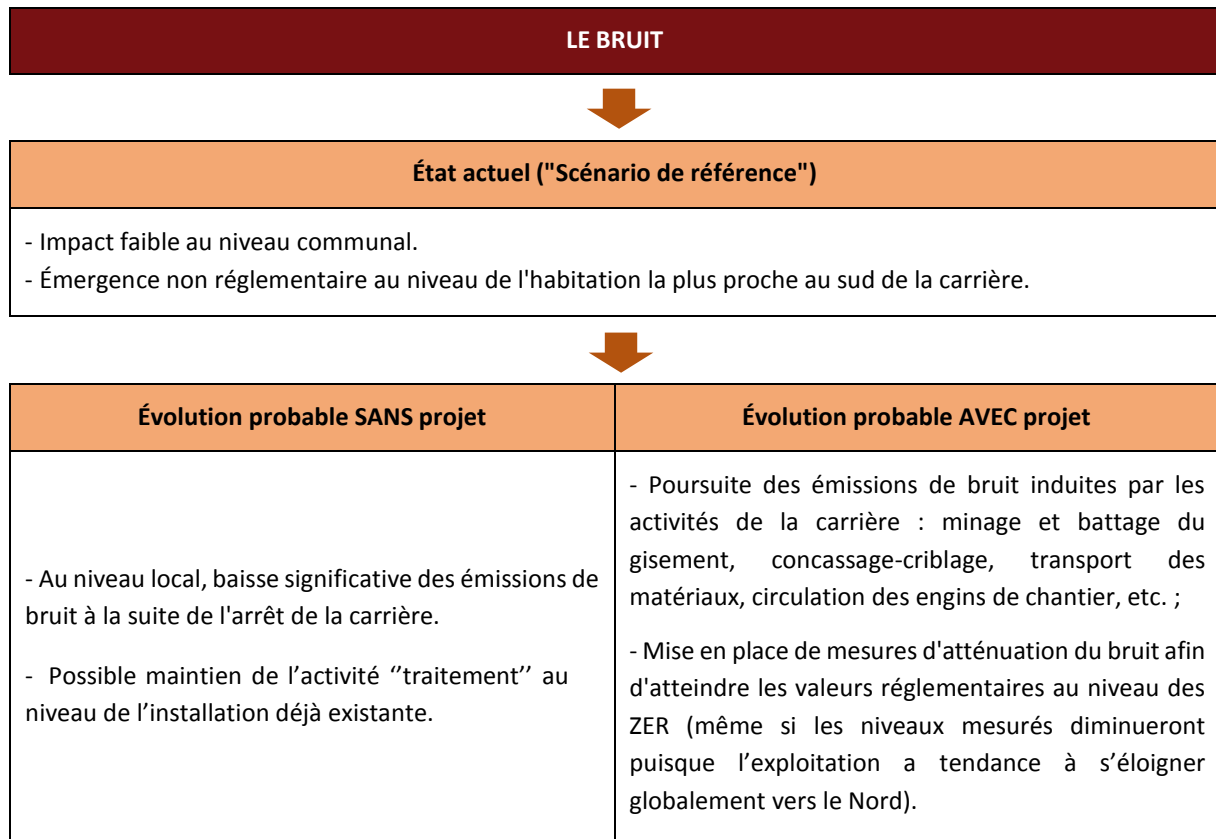 LE BRUIT
État actuel ("Scénario de référence")
- Impact faible au niveau communal.
- Émergence non réglementaire au niveau de l'habitation la plus proche au sud de la carrière.
Évolution probable SANS projet
- Au niveau local, baisse significative des émissions de
bruit à la suite de l'arrêt de la carrière.
- Possible maintien de l’activité ‘’traitement’’ au
niveau de l’installation déjà existante.
Évolution probable AVEC projet
- Poursuite des émissions de bruit induites par les
activités de la carrière : minage et battage du
gisement, concassage-criblage, transport des
matériaux, circulation des engins de chantier, etc. ;
- Mise en place de mesures d'atténuation du bruit afin
d'atteindre les valeurs réglementaires au niveau des
ZER (même si les niveaux mesurés diminueront
puisque l’exploitation a tendance à s’éloigner
globalement vers le Nord).